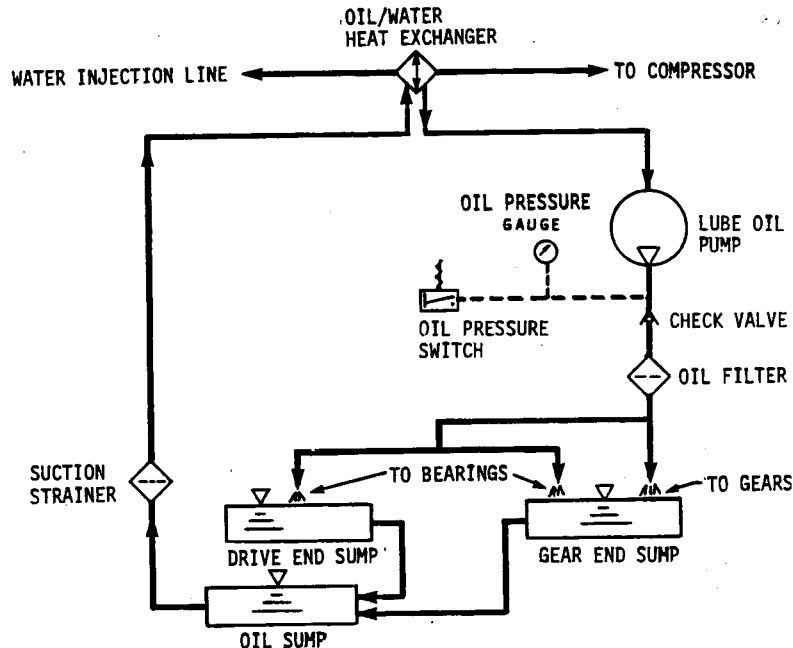 OIL/WATER
HEAT EXCHANGER
WATER INJECTION LINE
TO COMPRESSOR
OIL PRESSURE
GAUGE
LUBE OIL
PUMP
OIL PRESSURE
SWITCH
CHECK VALVE
OIL FILTER
SUCTION
STRAINER
TO BEARINGS
TO GEARS
DRIVE END SUMP
GEAR END SUMP
OIL SUMP